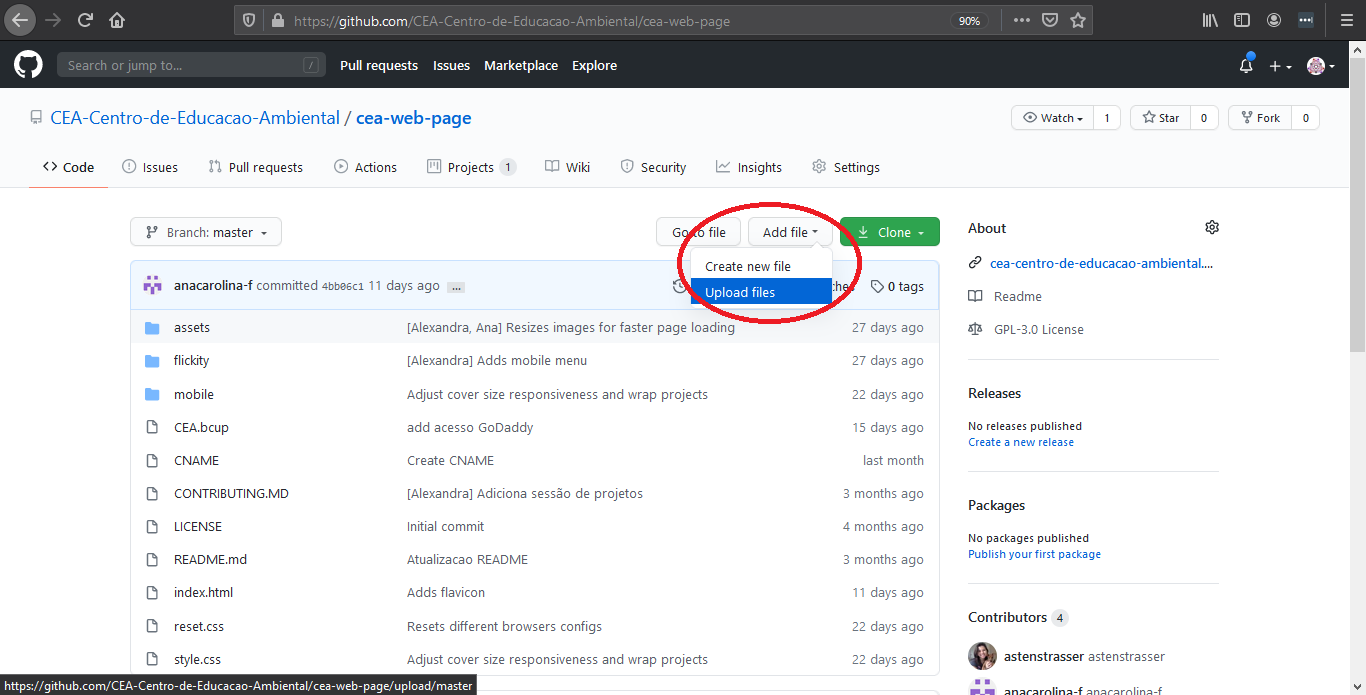 https://github.com/CEA-Centro-de-Educacao-Ambiental/cea-web-page 90%
Search or jump to... / Pull requests Issues Marketplace Explore
CEA-Centro-de-Educacao-Ambiental / cea-web-page Watch 1 Star 0 Fork 0
Code Issues Pull requests Actions Projects 1 Wiki Security Insights Settings
Branch: master Go to file Add file Clone
Create new file
Upload files
anacarolina-f committed 4bb06c1 11 days ago ... 0 tags
assets [Alexandra, Ana] Resizes images for faster page loading 27 days ago
flickity [Alexandra] Adds mobile menu 27 days ago
mobile Adjust cover size responsiveness and wrap projects 22 days ago
CEA.bcup add acesso GoDaddy 15 days ago
CNAME Create CNAME last month
CONTRIBUTING.MD [Alexandra] Adiciona sessão de projetos 3 months ago
LICENSE Initial commit 4 months ago
README.md Atualizacao README 3 months ago
index.html Adds flavicon 11 days ago
reset.css Resets different browsers configs 22 days ago
style.css Adjust cover size responsiveness and wrap projects 22 days ago
About
cea-centro-de-educacao-ambiental....
Readme
GPL-3.0 License
Releases
No releases published
Create a new release
Packages
No packages published
Publish your first package
Contributors 4
astenstrasser astenstrasser
anacarolina-f anacarolina-f
https://github.com/CEA-Centro-de-Educacao-Ambiental/cea-web-page/upload/master